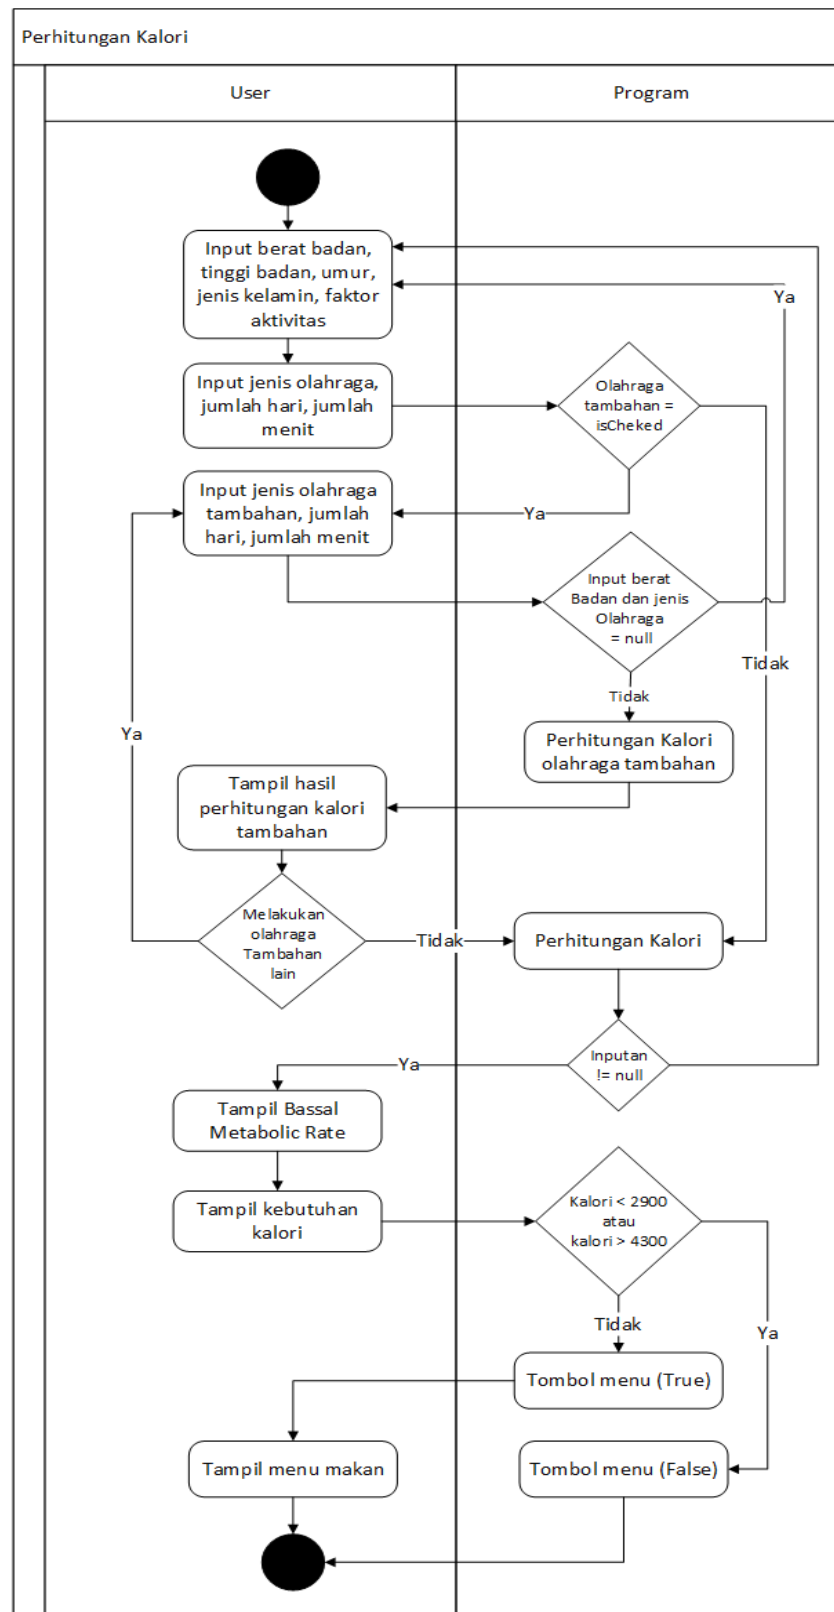 Perhitungan Kalori
User
Program
Input berat badan,
tinggi badan, umur,
jenis kelamin, faktor
aktivitas
Ya
Input jenis olahraga,
jumlah hari, jumlah
menit
Olahraga
tambahan =
isCheked
Input jenis olahraga
tambahan, jumlah
hari, jumlah menit
Ya
Input berat
Badan dan jenis
Olahraga
= null
Tidak
Tidak
Ya
Perhitungan Kalori
olahraga tambahan
Tampil hasil
perhitungan kalori
tambahan
Melakukan
olahraga
Tambahan
lain
Tidak
Perhitungan Kalori
Inputan
!= null
Ya
Tampil Bassal
Metabolic Rate
Tampil kebutuhan
kalori
Kalori < 2900
atau
kalori > 4300
Tidak
Ya
Tombol menu (True)
Tampil menu makan
Tombol menu (False)